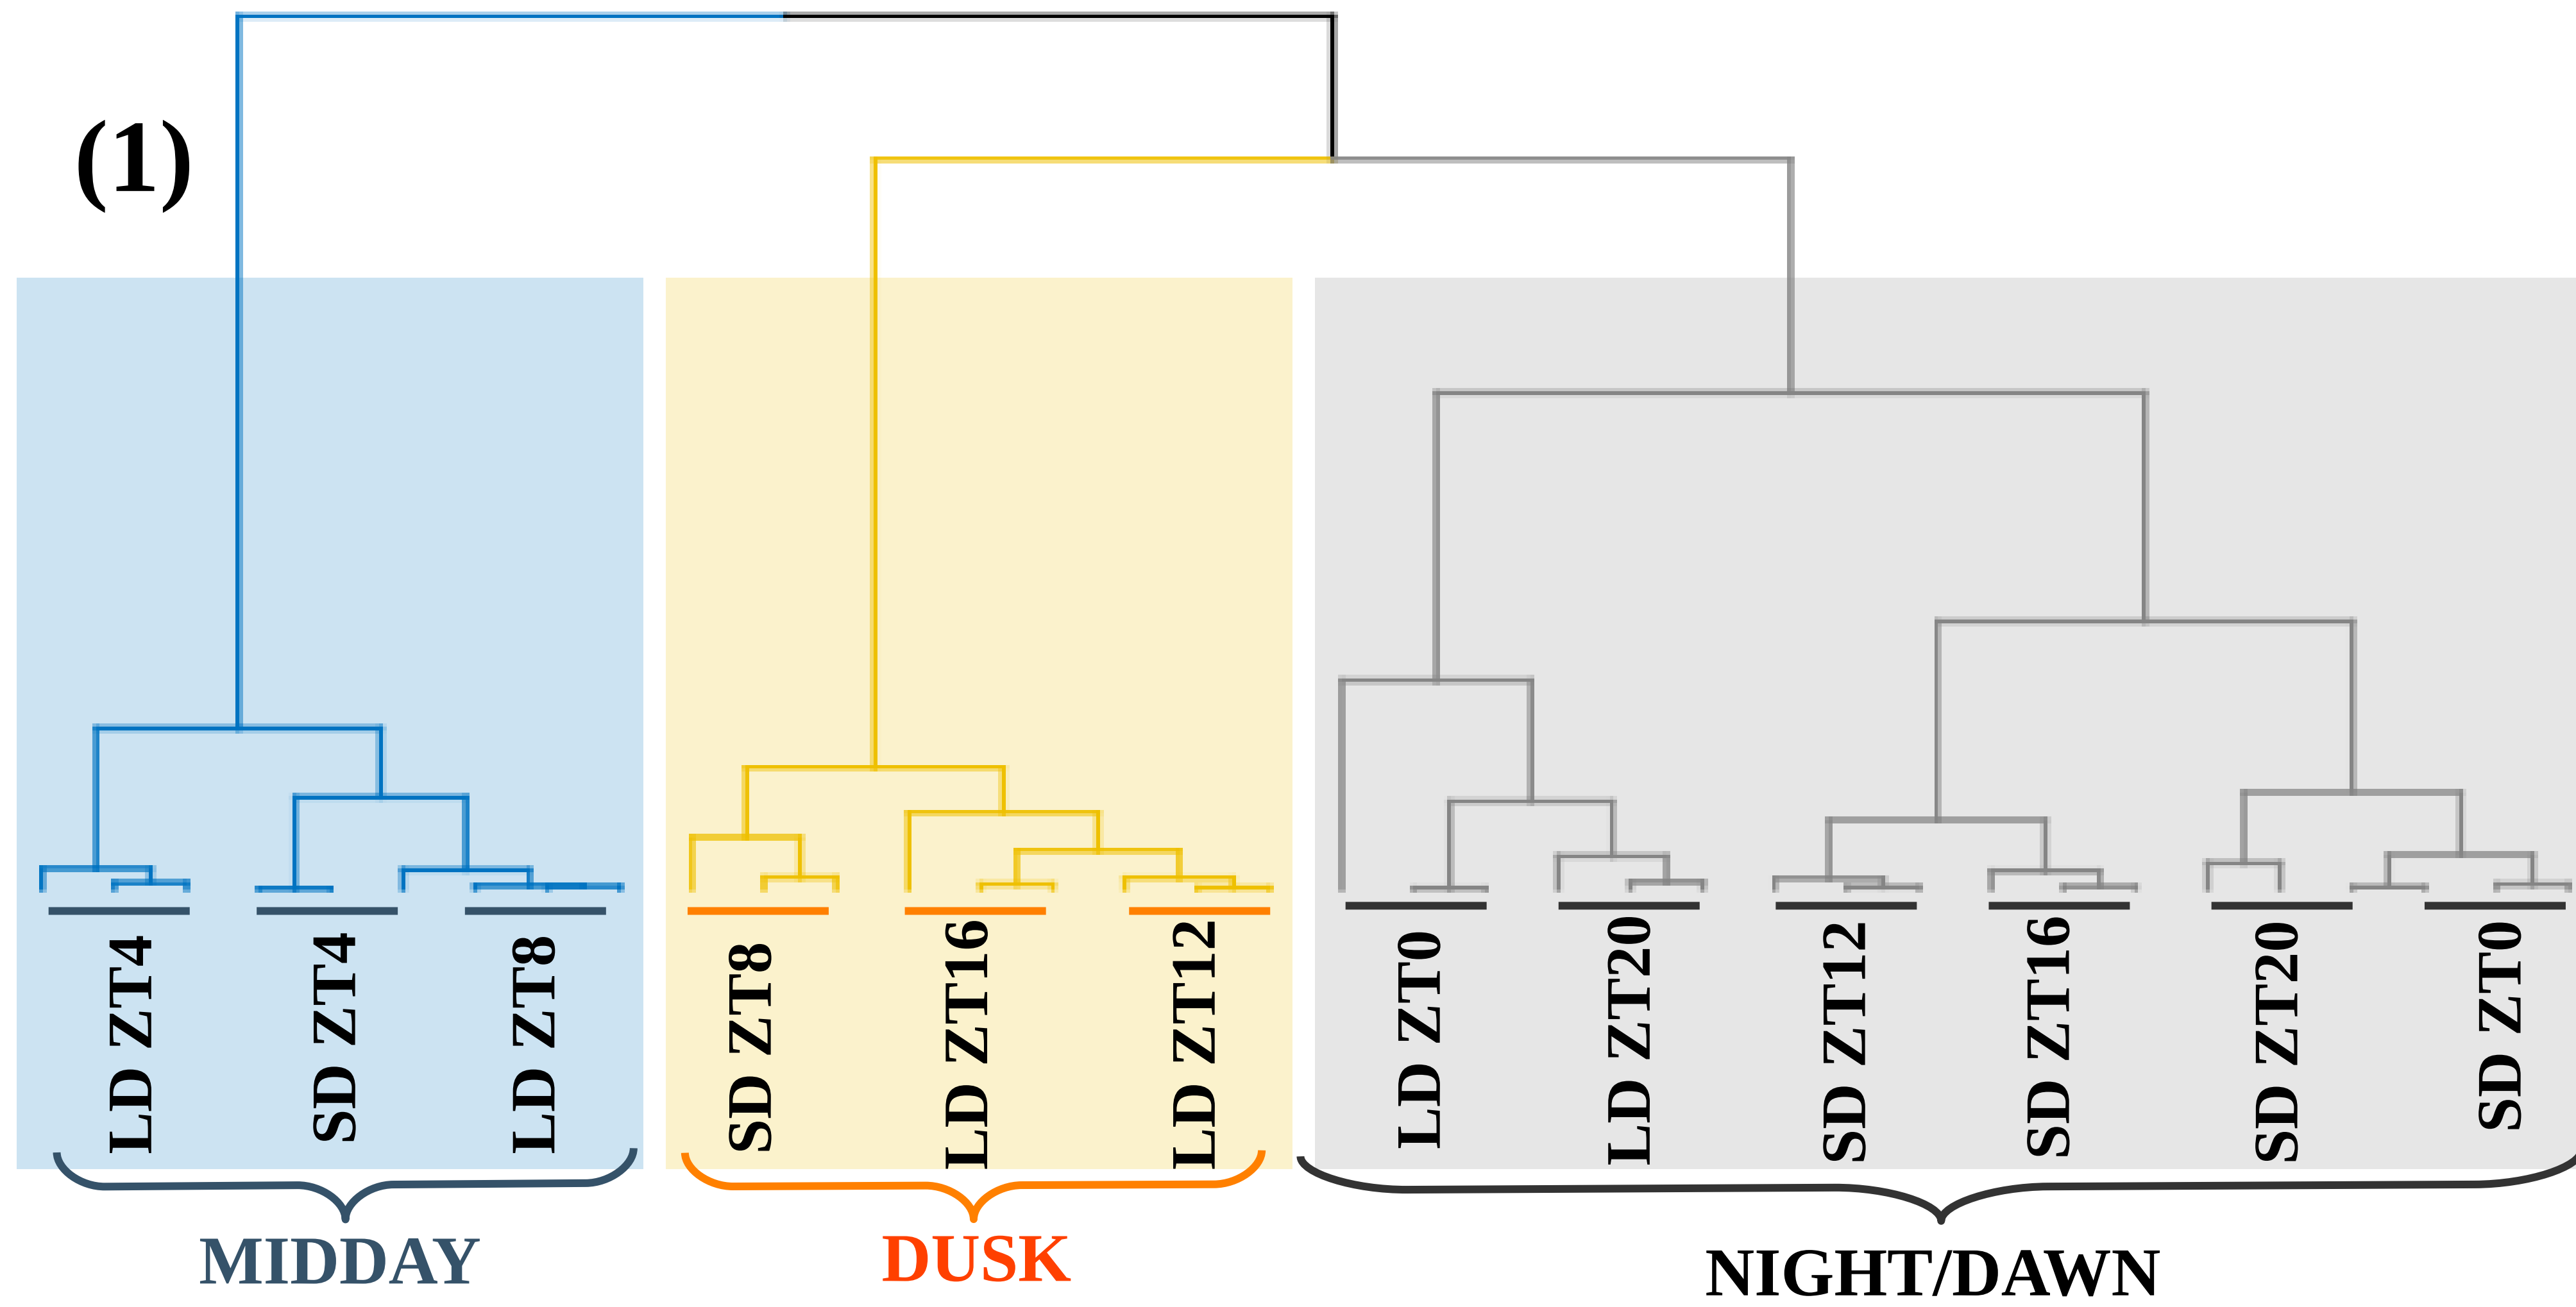 (1)
LD ZT4
SD ZT4
LD ZT8
SD ZT8
LD ZT16
LD ZT12
LD ZT0
LD ZT20
SD ZT12
SD ZT16
SD ZT20
SD ZT0
MIDDAY
DUSK
NIGHT/DAWN